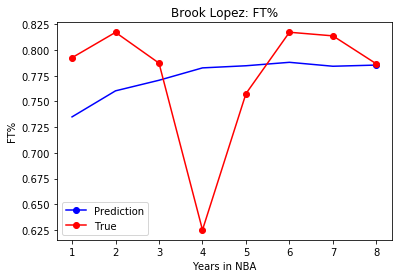 Brook Lopez: FT%
FT%
0.825
0.800
0.775
0.750
0.725
0.700
0.675
0.650
0.625
Prediction
True
1 2 3 4 5 6 7 8
Years in NBA